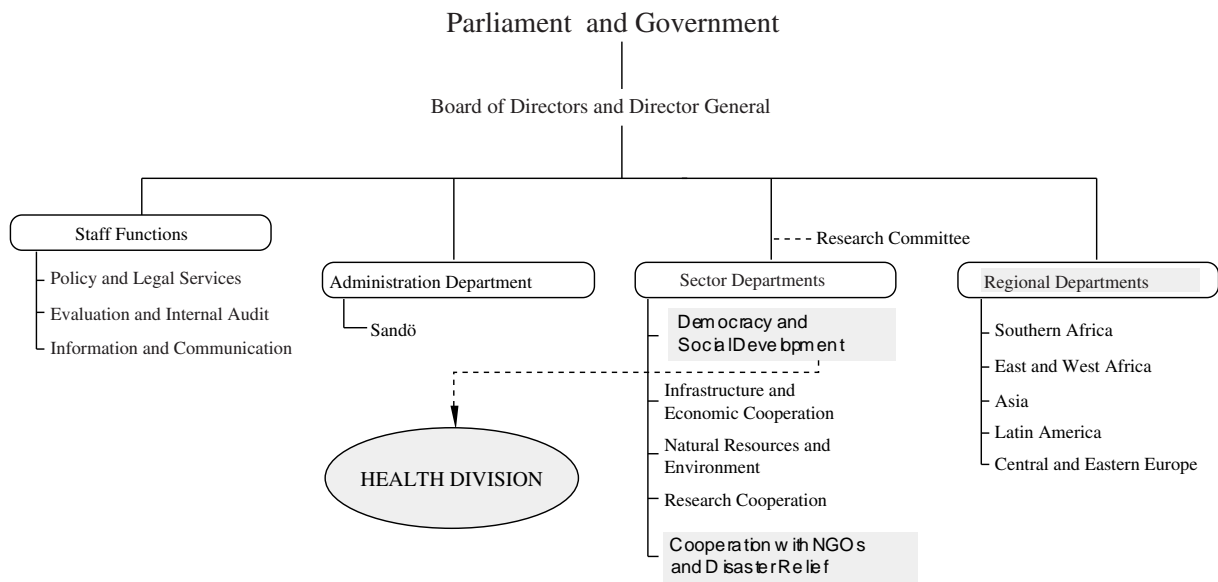 Parliament and Government
Board of Directors and Director General
Staff Functions
Policy and Legal Services
Evaluation and Internal Audit
Information and Communication
Administration Department
Sandö
Research Committee
Sector Departments
Democracy and
Social Development
Infrastructure and
Economic Cooperation
Natural Resources and
Environment
Research Cooperation
Cooperation with NGOs
and Disaster Relief
HEALTH DIVISION
Regional Departments
Southern Africa
East and West Africa
Asia
Latin America
Central and Eastern Europe